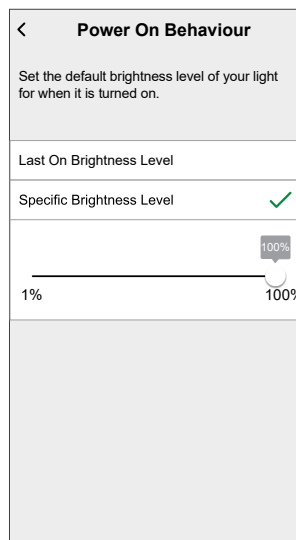 Power On Behaviour
Set the default brightness level of your light
for when it is turned on.
Last On Brightness Level
Specific Brightness Level
100%
1%
100%